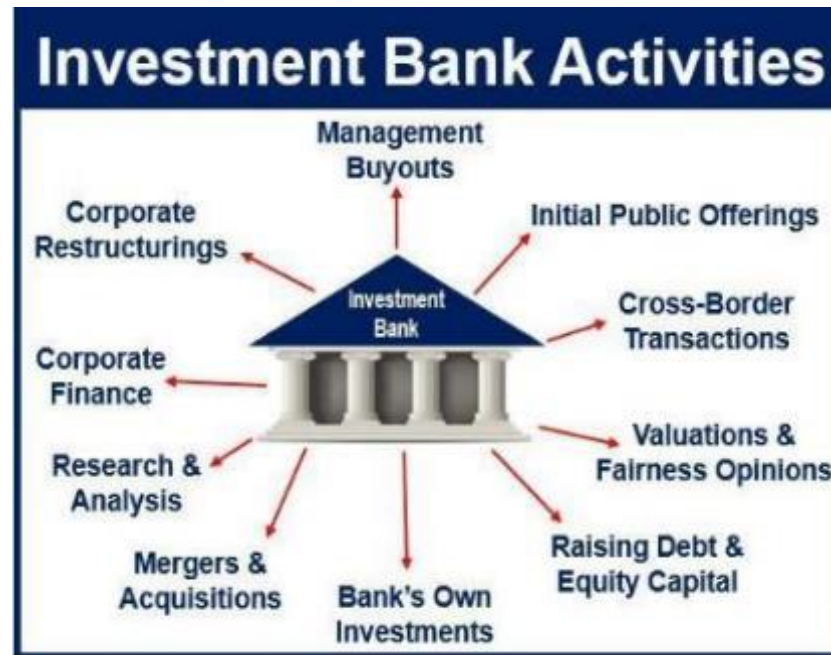 Investment Bank Activities
Management
Buyouts
Corporate
Restructurings
Initial Public Offerings
Investment
Bank
Cross-Border
Transactions
Corporate
Finance
Valuations &
Fairness Opinions
Research &
Analysis
Raising Debt &
Equity Capital
Mergers &
Acquisitions
Bank's Own
Investments